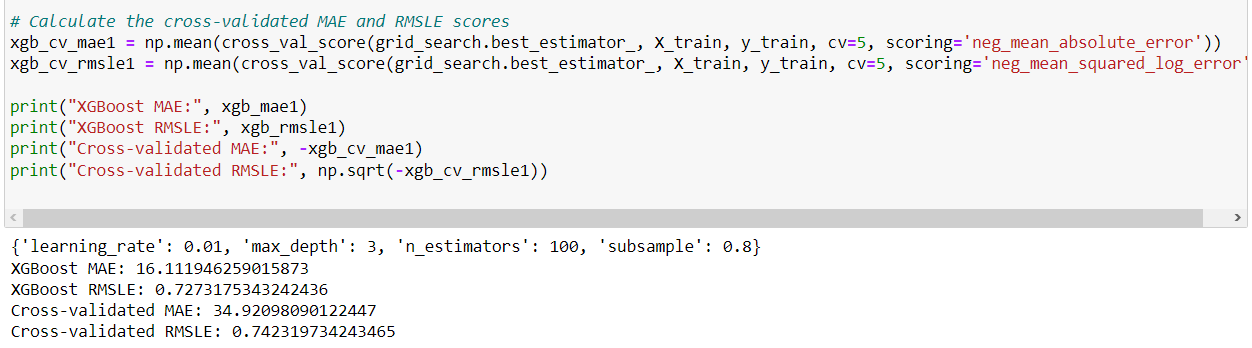 # Calculate the cross-validated MAE and RMSLE scores
xgb_cv_mae1 = np.mean(cross_val_score(grid_search.best_estimator_, X_train, y_train, cv=5, scoring='neg_mean_absolute_error'))
xgb_cv_rmsle1 = np.mean(cross_val_score(grid_search.best_estimator_, X_train, y_train, cv=5, scoring='neg_mean_squared_log_error'
print("XGBoost MAE:", xgb_mae1)
print("XGBoost RMSLE:", xgb_rmsle1)
print("Cross-validated MAE:", -xgb_cv_mae1)
print("Cross-validated RMSLE:", np.sqrt(-xgb_cv_rmsle1))
{'learning_rate': 0.01, 'max_depth': 3, 'n_estimators': 100, 'subsample': 0.8}
XGBoost MAE: 16.111946259015873
XGBoost RMSLE: 0.7273175343242436
Cross-validated MAE: 34.92098090122447
Cross-validated RMSLE: 0.742319734243465